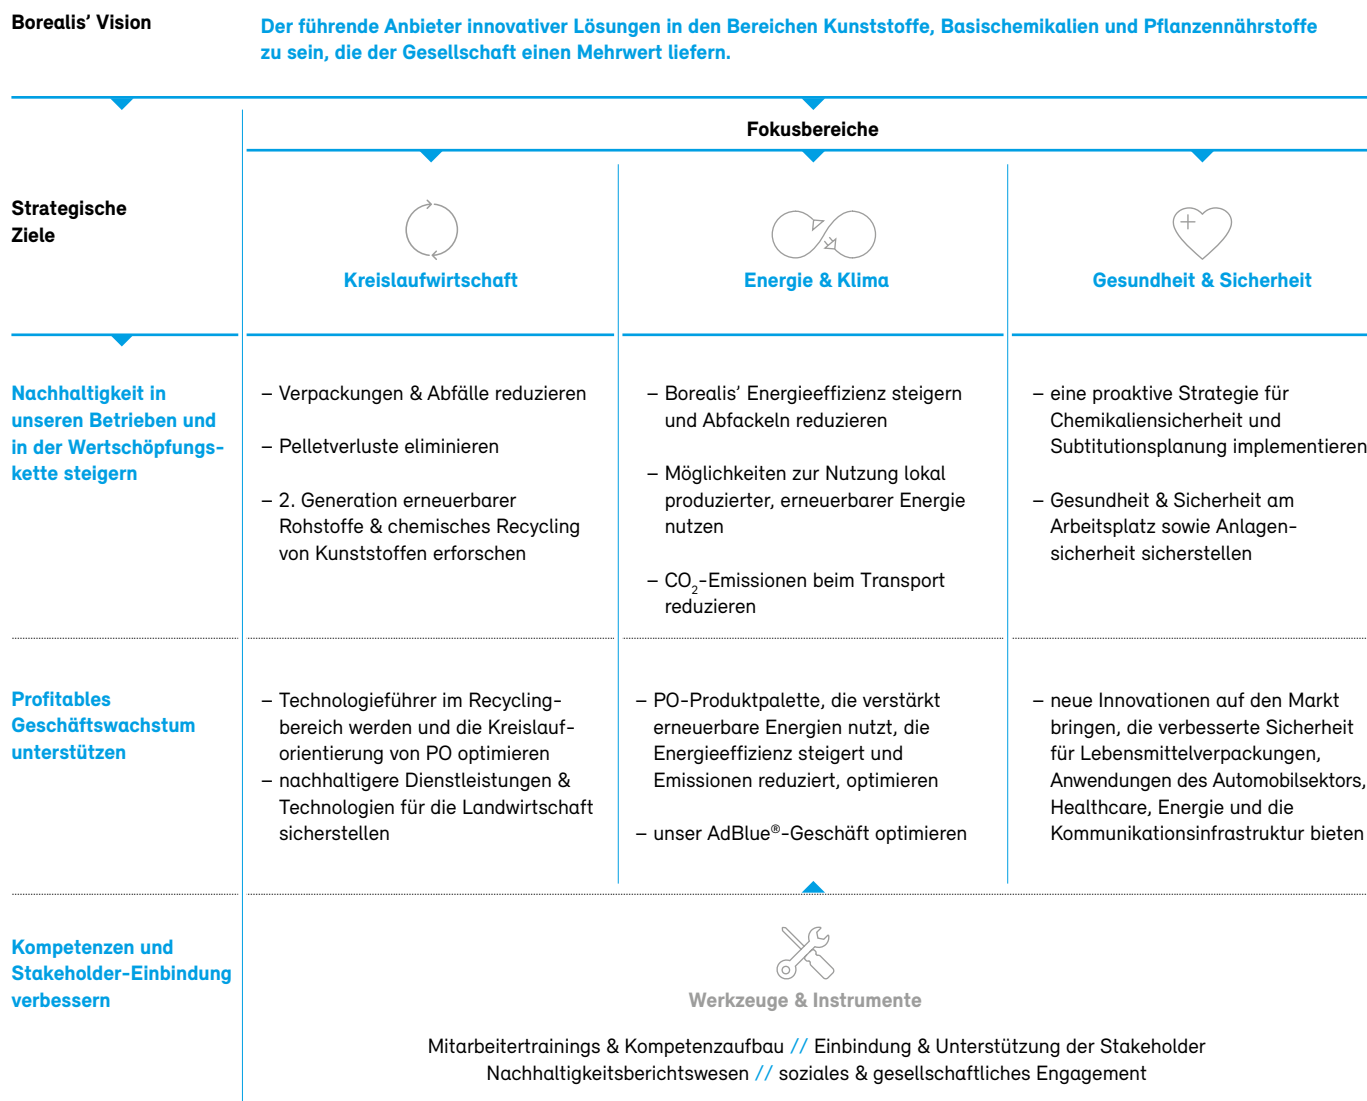 Borealis’ Vision
Der führende Anbieter innovativer Lösungen in den Bereichen Kunststoffe, Basischemikalien und Pflanzennährstoffe
zu sein, die der Gesellschaft einen Mehrwert liefern.
Fokusbereiche
Strategische
Ziele
Kreislaufwirtschaft
Energie & Klima
Gesundheit & Sicherheit
Nachhaltigkeit in
unseren Betrieben und
in der Wertschöpfungs-
kette steigern
– Verpackungen & Abfälle reduzieren
– Pelletverluste eliminieren
– 2. Generation erneuerbarer
Rohstoffe & chemisches Recycling
von Kunststoffen erforschen
– Borealis’ Energieeffizienz steigern
und Abfackeln reduzieren
– Möglichkeiten zur Nutzung lokal
produzierter, erneuerbarer Energie
nutzen
– CO₂-Emissionen beim Transport
reduzieren
– eine proaktive Strategie für
Chemikaliensicherheit und
Subtitutionsplanung implementieren
– Gesundheit & Sicherheit am
Arbeitsplatz sowie Anlagen-
sicherheit sicherstellen
Profitables
Geschäftswachstum
unterstützen
– Technologieführer im Recycling-
bereich werden und die Kreislauf-
orientierung von PO optimieren
– nachhaltigere Dienstleistungen &
Technologien für die Landwirtschaft
sicherstellen
– PO-Produktpalette, die verstärkt
erneuerbare Energien nutzt, die
Energieeffizienz steigert und
Emissionen reduziert, optimieren
– unser AdBlue®-Geschäft optimieren
– neue Innovationen auf den Markt
bringen, die verbesserte Sicherheit
für Lebensmittelverpackungen,
Anwendungen des Automobilsektors,
Healthcare, Energie und die
Kommunikationsinfrastruktur bieten
Kompetenzen und
Stakeholder-Einbindung
verbessern
Werkzeuge & Instrumente
Mitarbeitertrainings & Kompetenzaufbau // Einbindung & Unterstützung der Stakeholder
Nachhaltigkeitsberichtswesen // soziales & gesellschaftliches Engagement